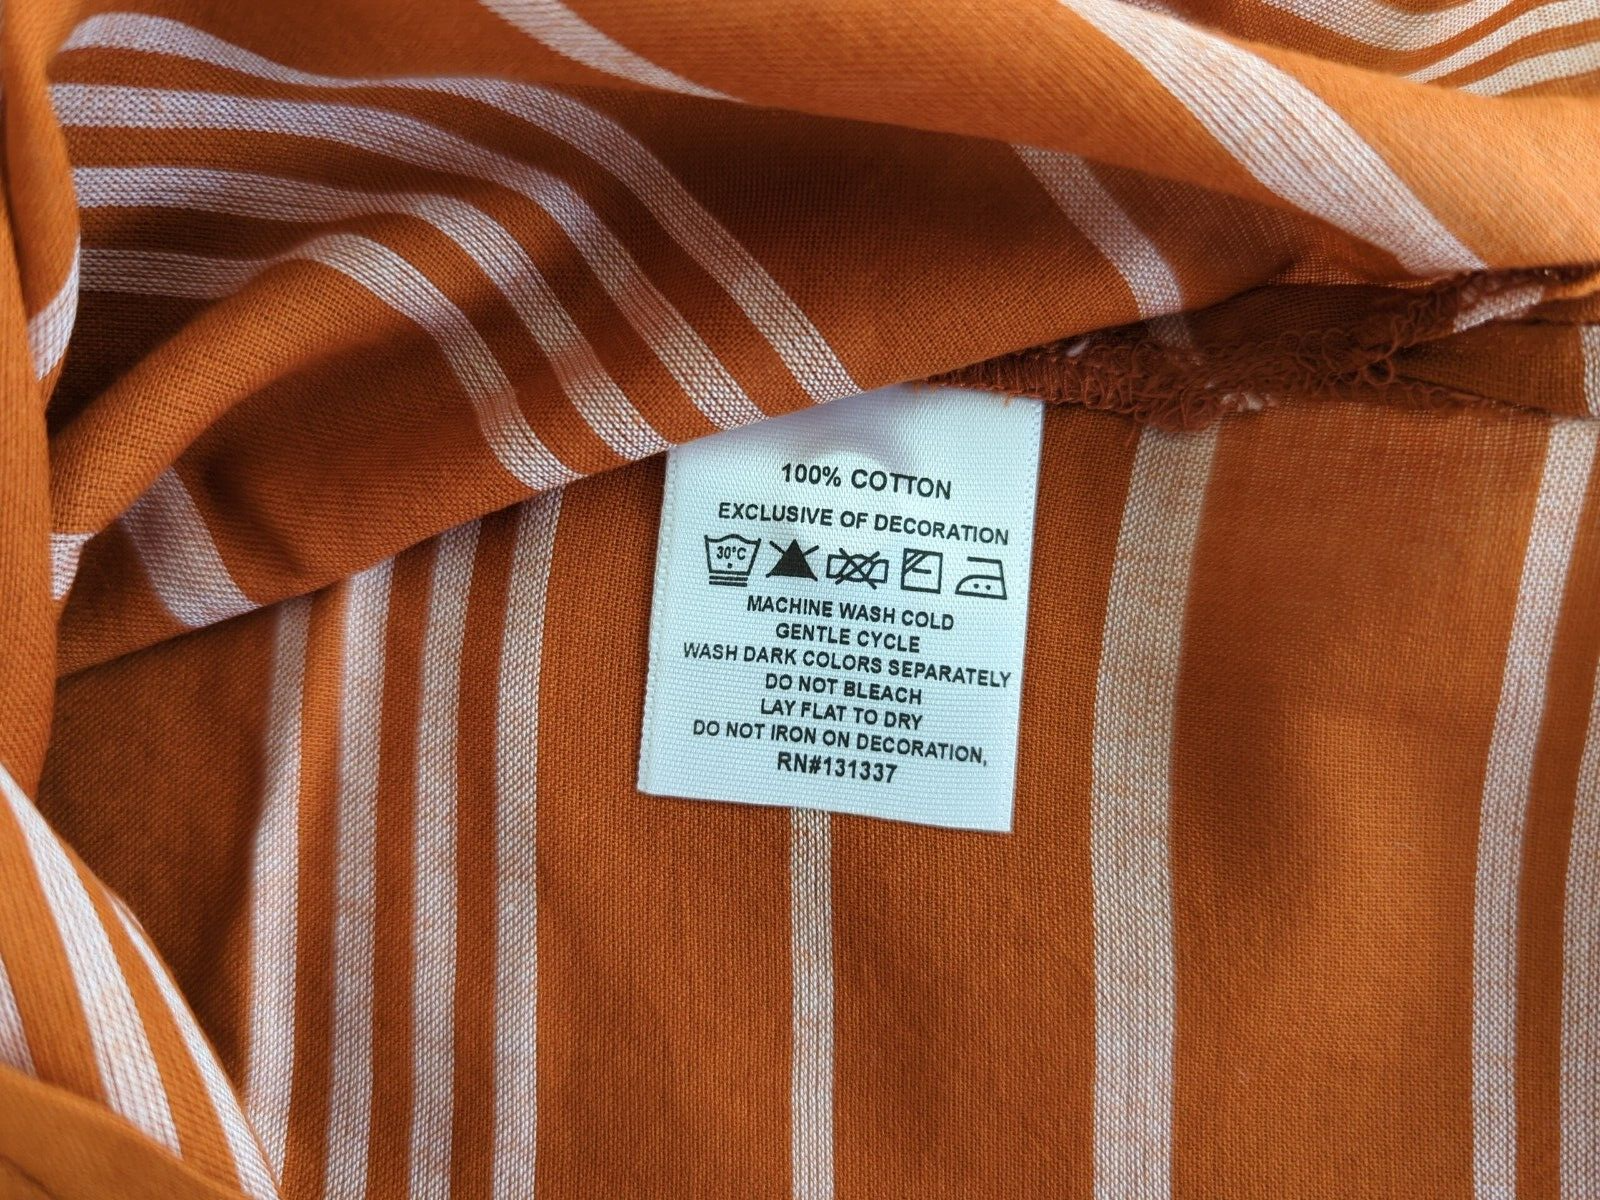 100% COTTON
EXCLUSIVE OF DECORATION
30°C
MACHINE WASH COLD
GENTLE CYCLE
WASH DARK COLORS SEPARATELY
DO NOT BLEACH
LAY FLAT TO DRY
DO NOT IRON ON DECORATION,
RN#131337